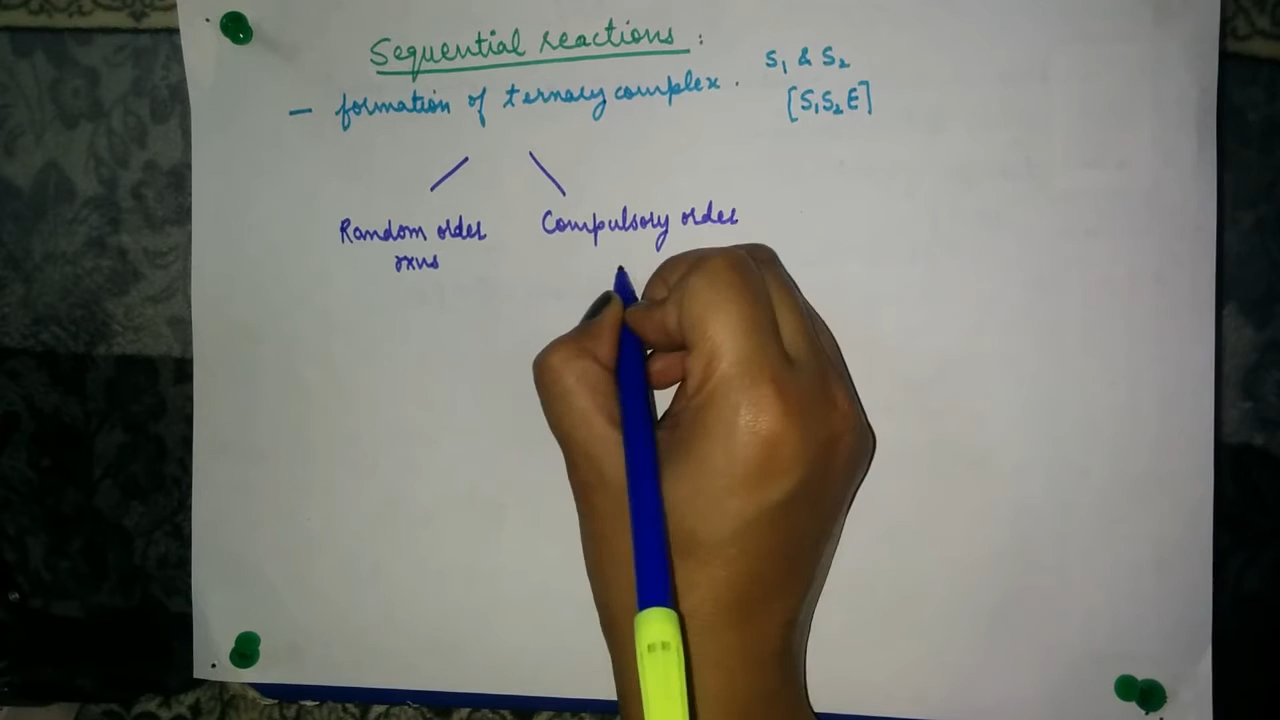 Sequential reactions :
- formation of ternary complex.
S₁ & S₂
[S₁S₂E]
Random order
rxns
Compulsory order